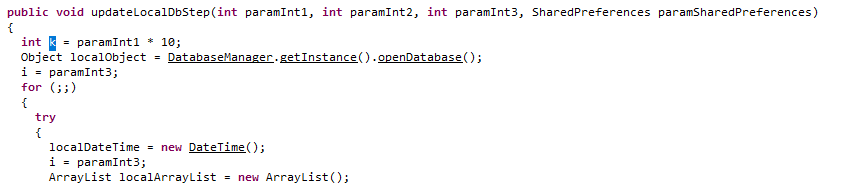 public void updateLocalDbStep(int paramInt1, int paramInt2, int paramInt3, SharedPreferences paramSharedPreferences)
{
  int k = paramInt1 * 10;
  Object localObject = DatabaseManager.getInstance().openDatabase();
  i = paramInt3;
  for (;;)
  {
    try
    {
      localDateTime = new DateTime();
      i = paramInt3;
      ArrayList localArrayList = new ArrayList();